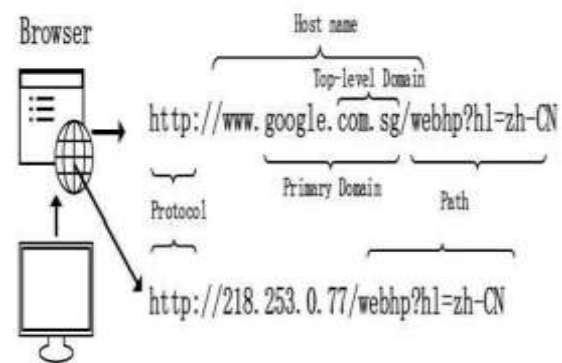 Browser
Host name
Top-level Domain
http://www.google.com.sg/webhp?hl=zh-CN
Protocol
Primary Domain
Path
http://218.253.0.77/webhp?hl=zh-CN